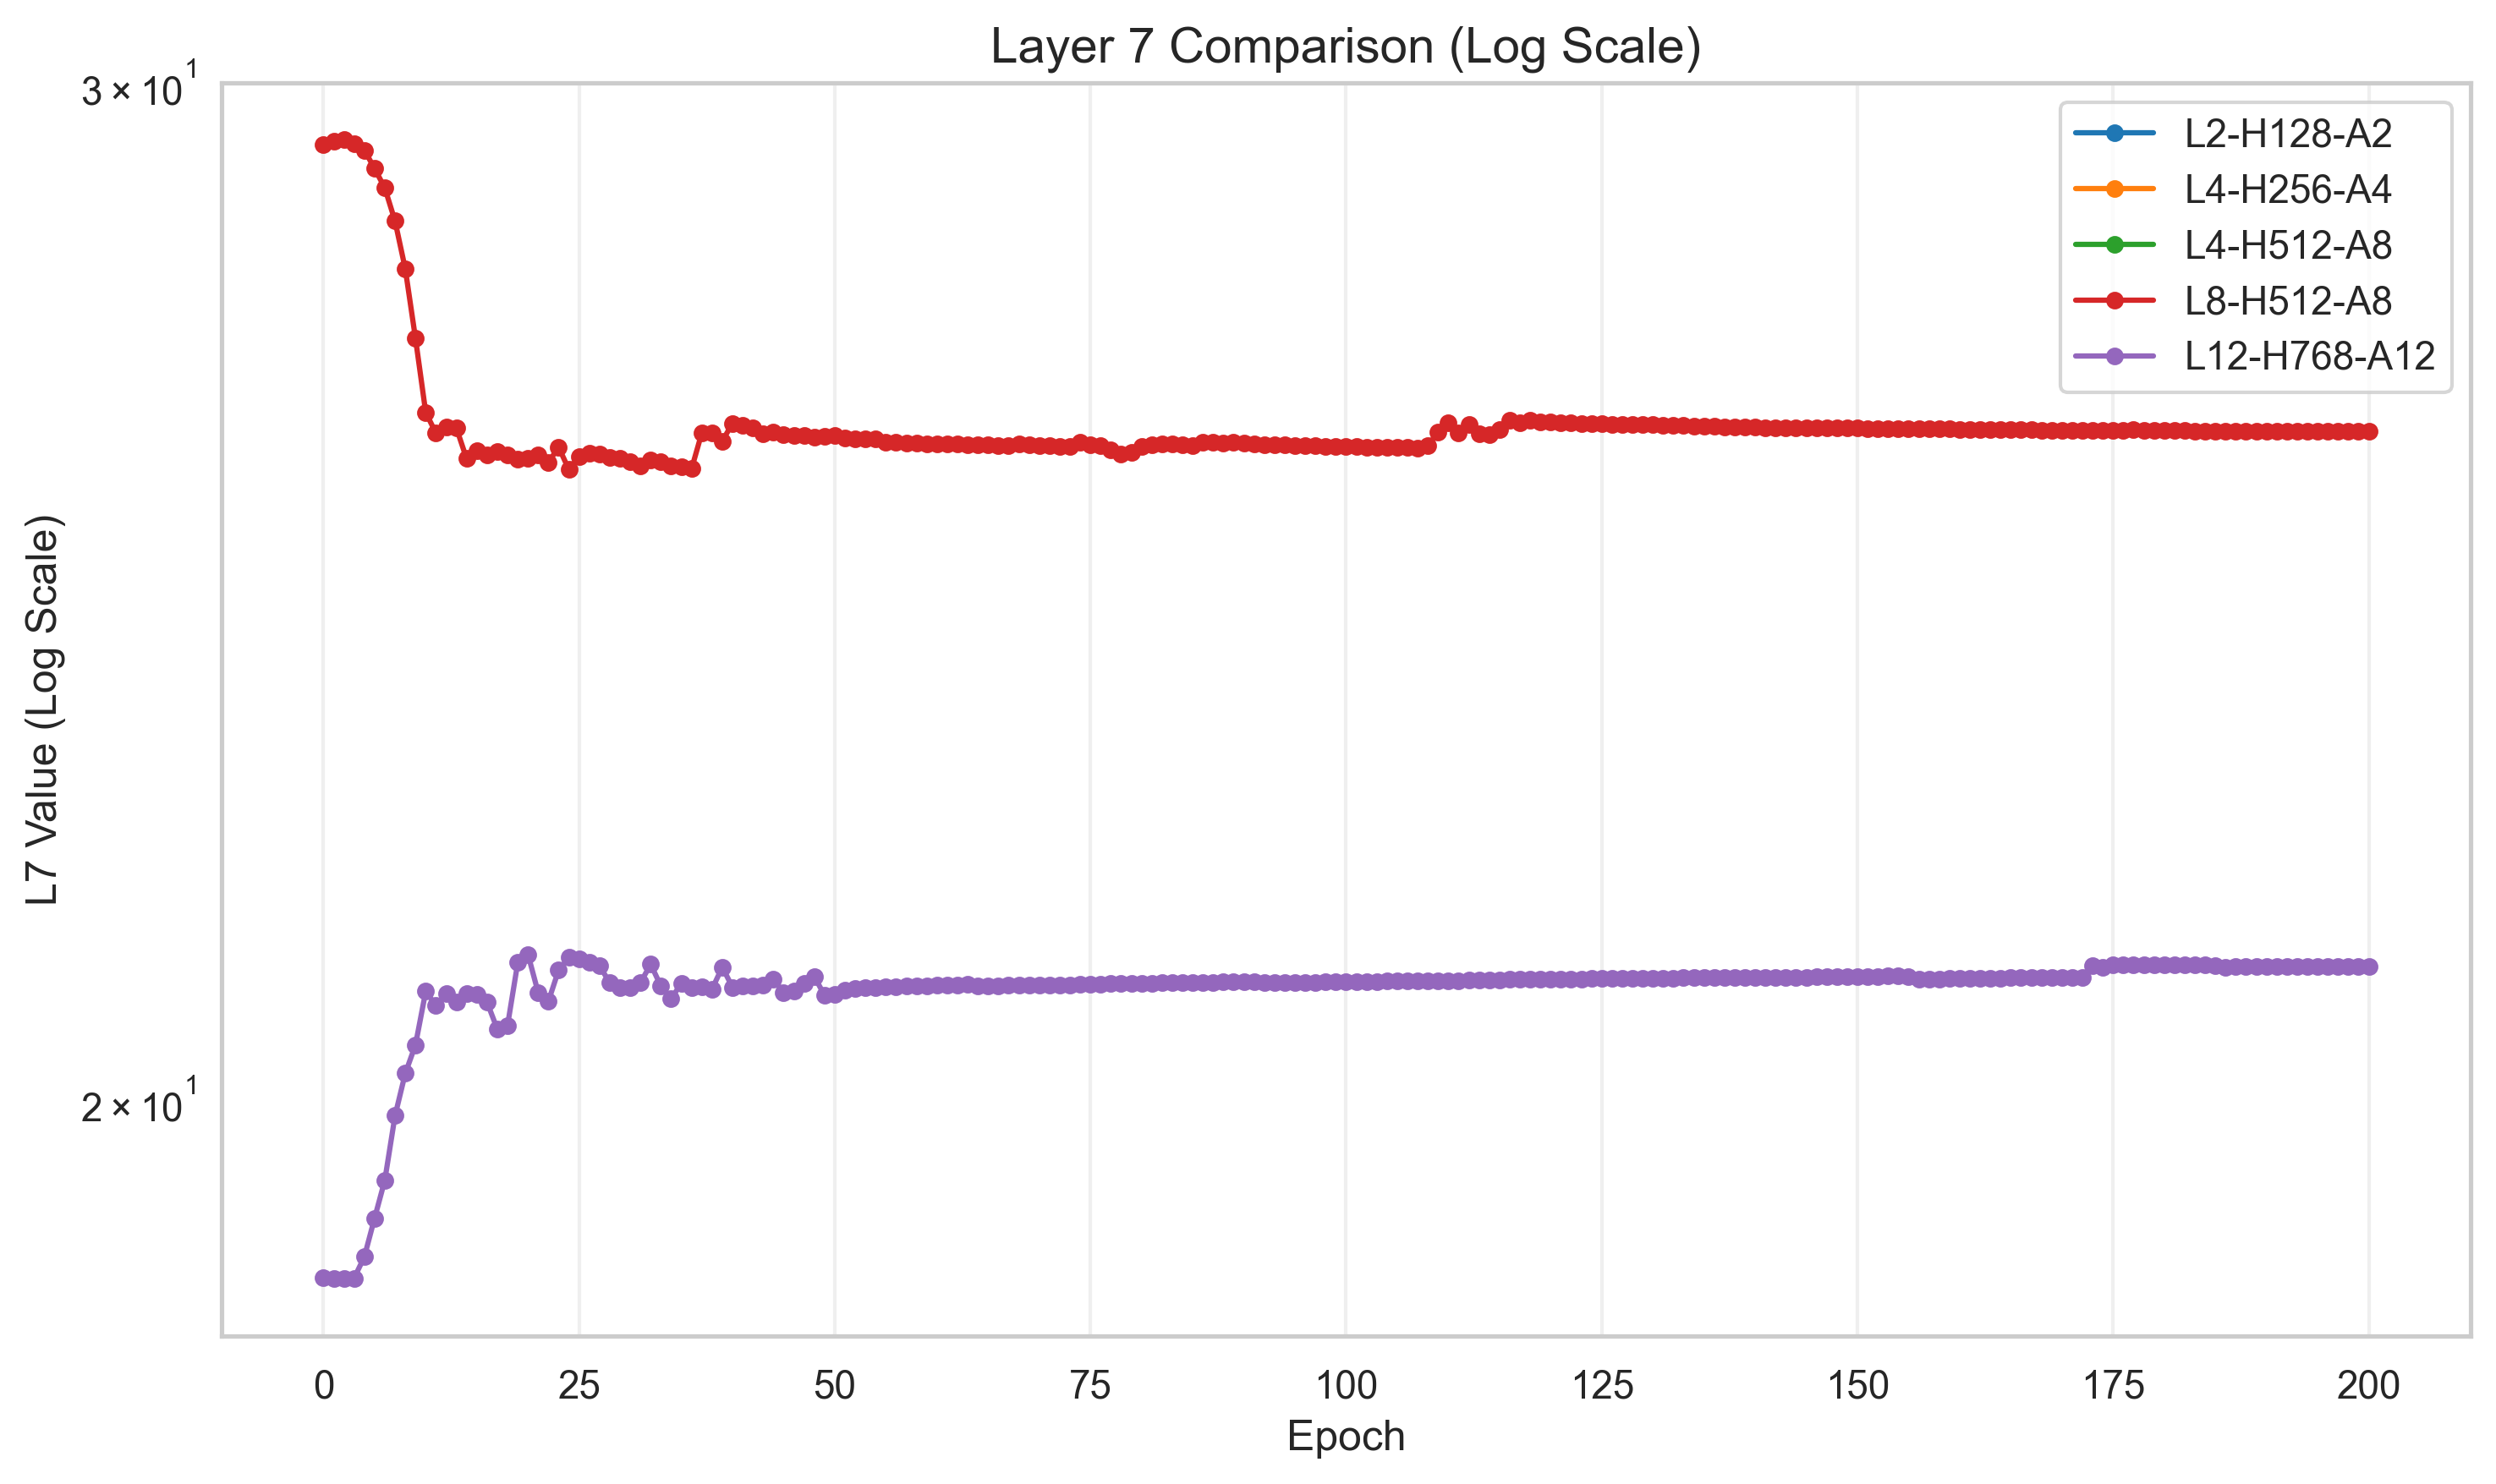 Layer 7 Comparison (Log Scale)
3 × 10¹
2 × 10¹
L7 Value (Log Scale)
L2-H128-A2
L4-H256-A4
L4-H512-A8
L8-H512-A8
L12-H768-A12
0 25 50 75 100 125 150 175 200
Epoch